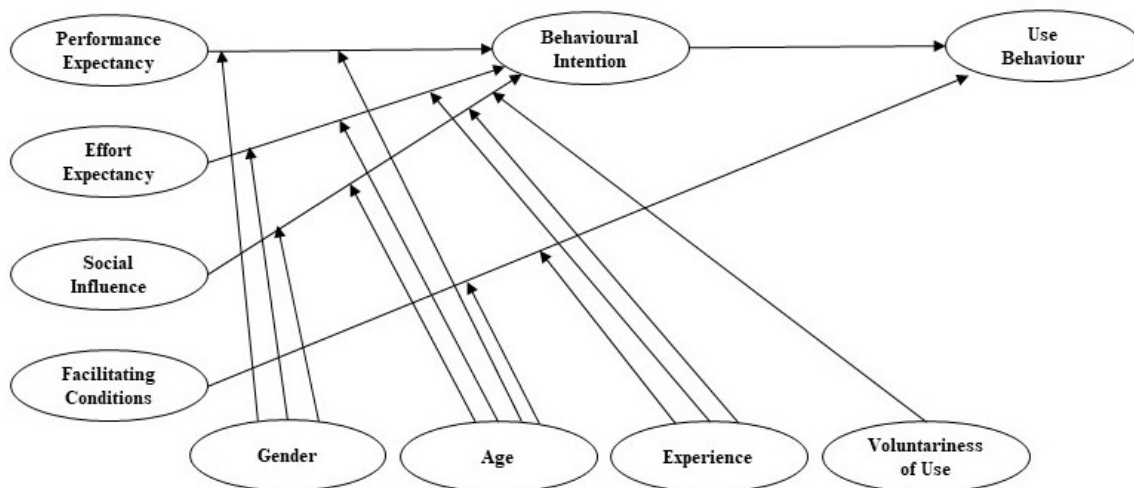 Performance
Expectancy
Behavioural
Intention
Use
Behaviour
Effort
Expectancy
Social
Influence
Facilitating
Conditions
Gender
Age
Experience
Voluntariness
of Use